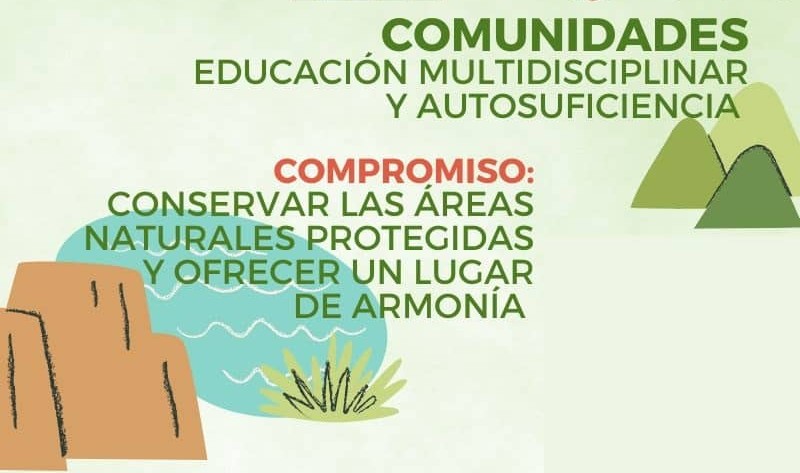 COMUNIDADES
EDUCACIÓN MULTIDISCIPLINAR
Y AUTOSUFICIENCIA
COMPROMISO:
CONSERVAR LAS ÁREAS
NATURALES PROTEGIDAS
Y OFRECER UN LUGAR
DE ARMONÍA